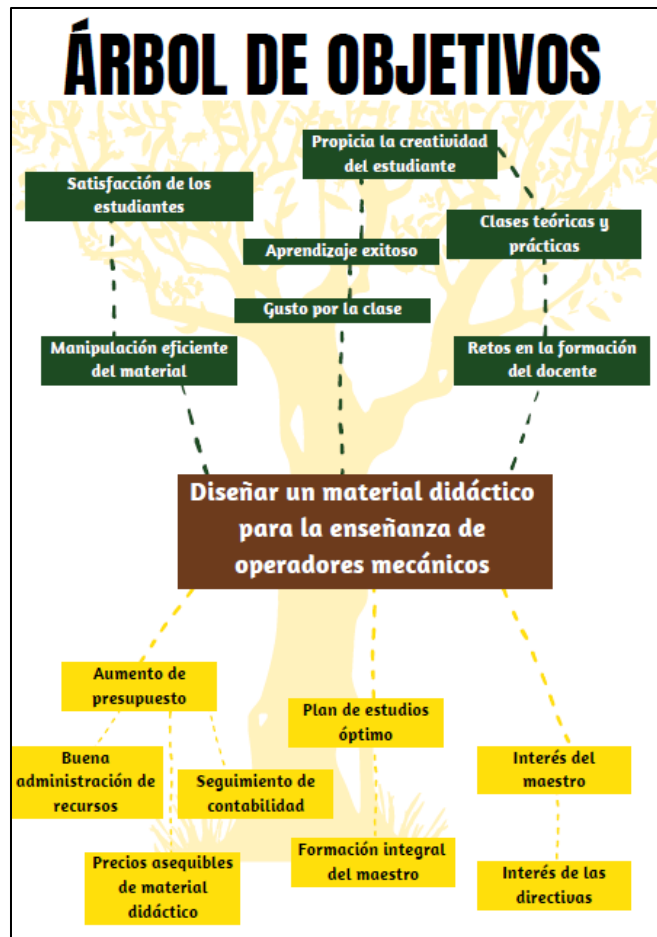 ÁRBOL DE OBJETIVOS
Propicia la creatividad
del estudiante
Satisfacción de los
estudiantes
Clases teóricas y
prácticas
Aprendizaje exitoso
Gusto por la clase
Manipulación eficiente
del material
Retos en la formación
del docente
Diseñar un material didáctico
para la enseñanza de
operadores mecánicos
Aumento de
presupuesto
Plan de estudios
óptimo
Buena
administración de
recursos
Seguimiento de
contabilidad
Interés del
maestro
Precios asequibles
de material
didáctico
Formación integral
del maestro
Interés de las
directivas